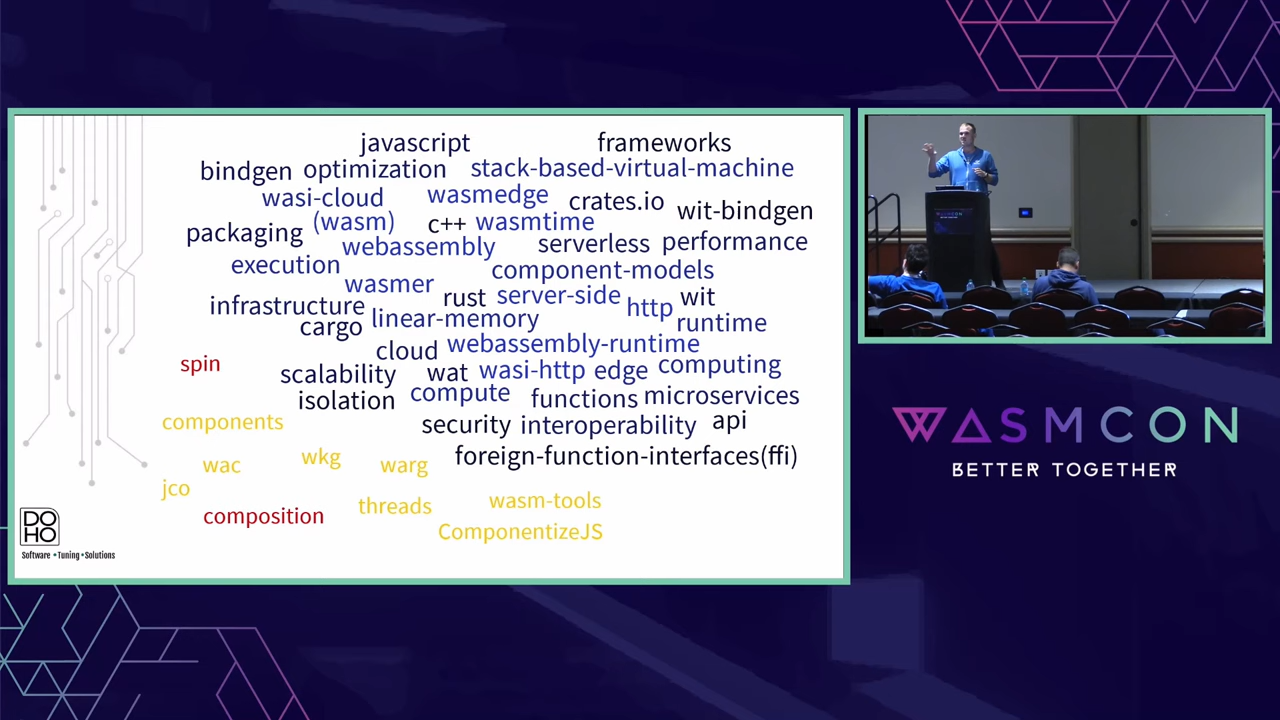 javascript frameworks
bindgen optimization stack-based-virtual-machine
wasi-cloud wasmedge crates.io wit-bindgen
packaging (wasm) c++ wasmtime
webassembly serverless performance
execution component-models
wasmer rust server-side http wit
infrastructure linear-memory runtime
cargo
cloud webassembly-runtime
spin scalability wat wasi-http edge computing
isolation compute functions microservices
components security interoperability api
wac wkg warg foreign-function-interfaces(ffi)
jco threads wasm-tools
composition ComponentizeJS
DO
HO
Software • Tuning • Solutions
WASMCON
BETTER TOGETHER